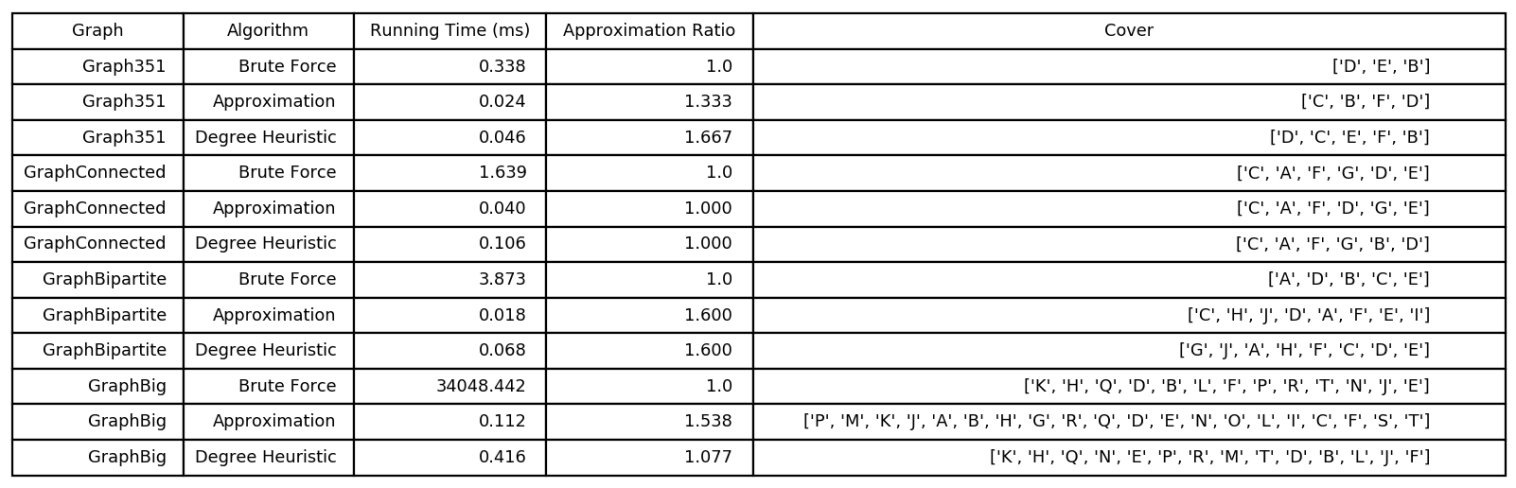 Graph Algorithm Running Time (ms) Approximation Ratio Cover
Graph351 Brute Force 0.338 1.0 ['D', 'E', 'B']
Graph351 Approximation 0.024 1.333 ['C', 'B', 'F', 'D']
Graph351 Degree Heuristic 0.046 1.667 ['D', 'C', 'E', 'F', 'B']
GraphConnected Brute Force 1.639 1.0 ['C', 'A', 'F', 'G', 'D', 'E']
GraphConnected Approximation 0.040 1.000 ['C', 'A', 'F', 'D', 'G', 'E']
GraphConnected Degree Heuristic 0.106 1.000 ['C', 'A', 'F', 'G', 'B', 'D']
GraphBipartite Brute Force 3.873 1.0 ['A', 'D', 'B', 'C', 'E']
GraphBipartite Approximation 0.018 1.600 ['C', 'H', 'J', 'D', 'A', 'F', 'E', 'I']
GraphBipartite Degree Heuristic 0.068 1.600 ['G', 'J', 'A', 'H', 'F', 'C', 'D', 'E']
GraphBig Brute Force 34048.442 1.0 ['K', 'H', 'Q', 'D', 'B', 'L', 'F', 'P', 'R', 'T', 'N', 'J', 'E']
GraphBig Approximation 0.112 1.538 ['P', 'M', 'K', 'J', 'A', 'B', 'H', 'G', 'R', 'Q', 'D', 'E', 'N', 'O', 'L', 'I', 'C', 'F', 'S', 'T']
GraphBig Degree Heuristic 0.416 1.077 ['K', 'H', 'Q', 'N', 'E', 'P', 'R', 'M', 'T', 'D', 'B', 'L', 'J', 'F']